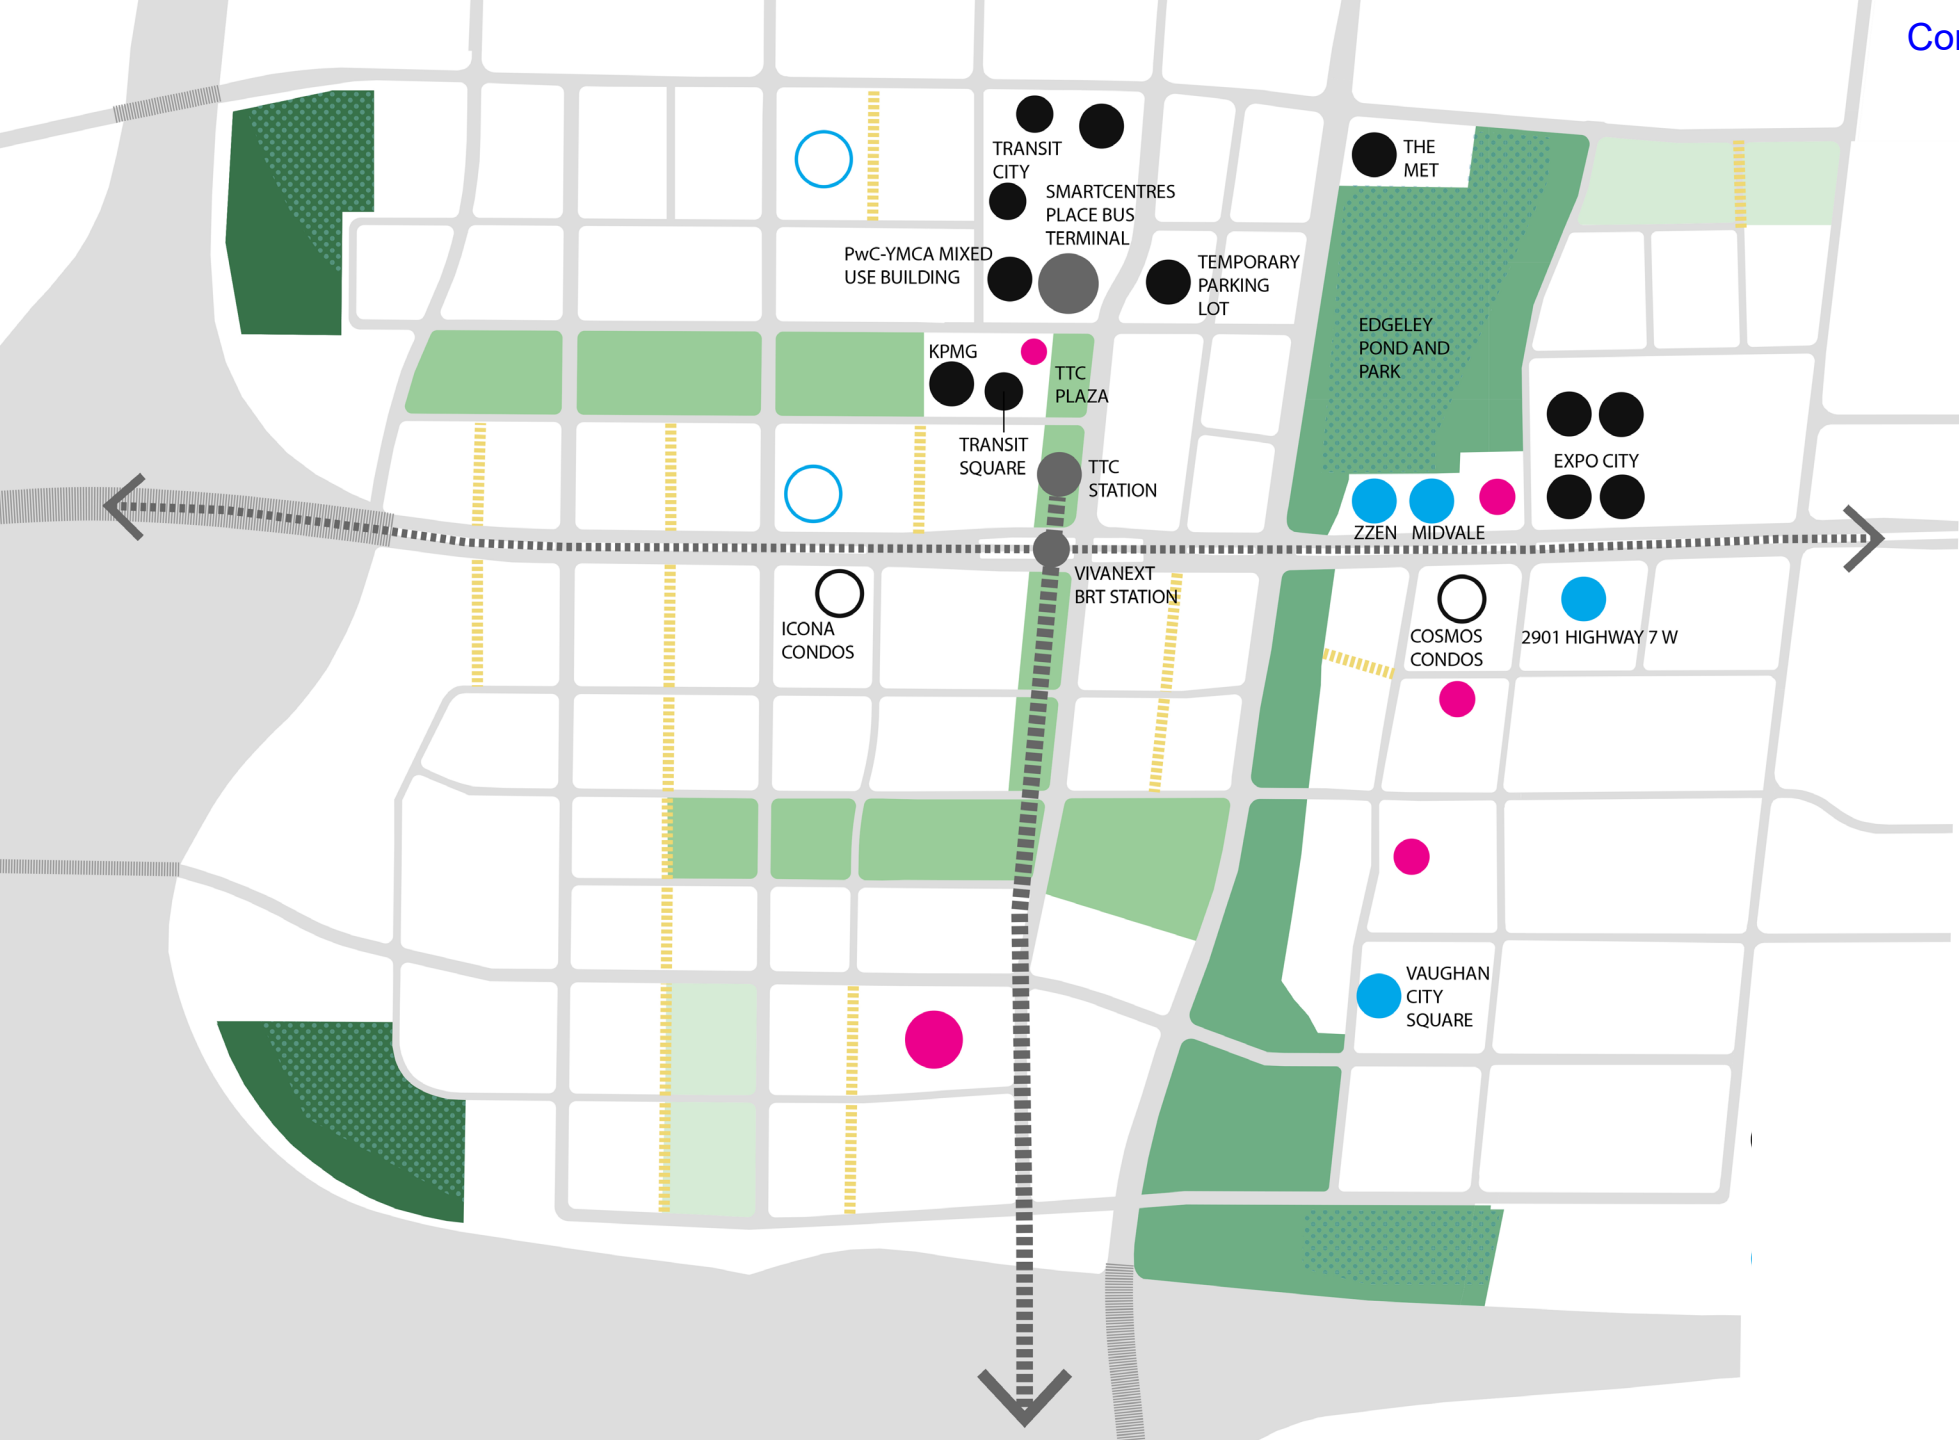 Cor
TRANSIT
CITY
THE
MET
SMARTCENTRES
PLACE BUS
TERMINAL
PwC-YMCA MIXED
USE BUILDING
TEMPORARY
PARKING
LOT
EDGELEY
POND AND
PARK
KPMG
TTC
PLAZA
TRANSIT
SQUARE
TTC
STATION
EXPO CITY
ZZEN
MIDVALE
VIVANEXT
BRT STATION
ICONA
CONDOS
COSMOS
CONDOS
2901 HIGHWAY 7 W
VAUGHAN
CITY
SQUARE